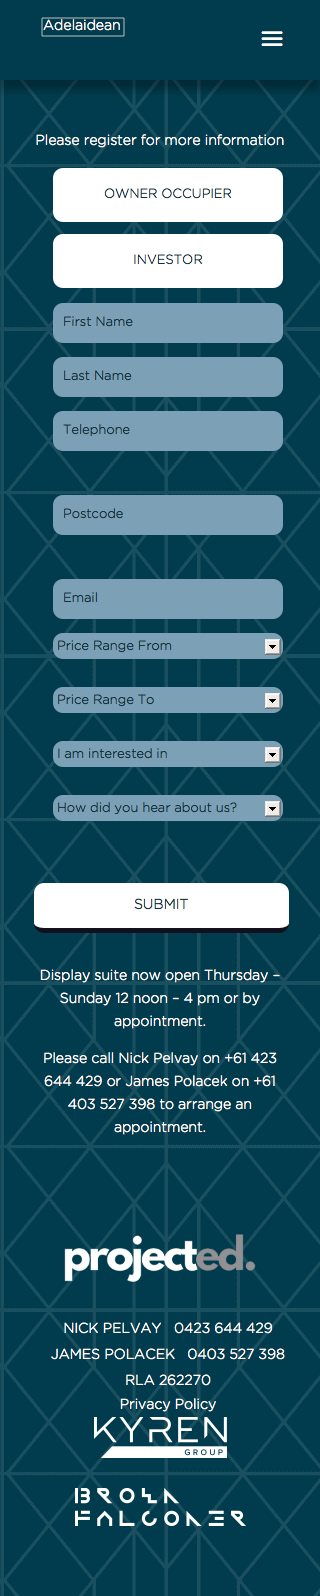 Adelaidean
Please register for more information
OWNER OCCUPIER
INVESTOR
First Name
Last Name
Telephone
Postcode
Email
Price Range From
Price Range To
I am interested in
How did you hear about us?
SUBMIT
Display suite now open Thursday –
Sunday 12 noon – 4 pm or by
appointment.
Please call Nick Pelvay on +61 423
644 429 or James Polacek on +61
403 527 398 to arrange an
appointment.
projected.
NICK PELVAY 0423 644 429
JAMES POLACEK 0403 527 398
RLA 262270
Privacy Policy
KYREN
GROUP
BROWN
FALCONER